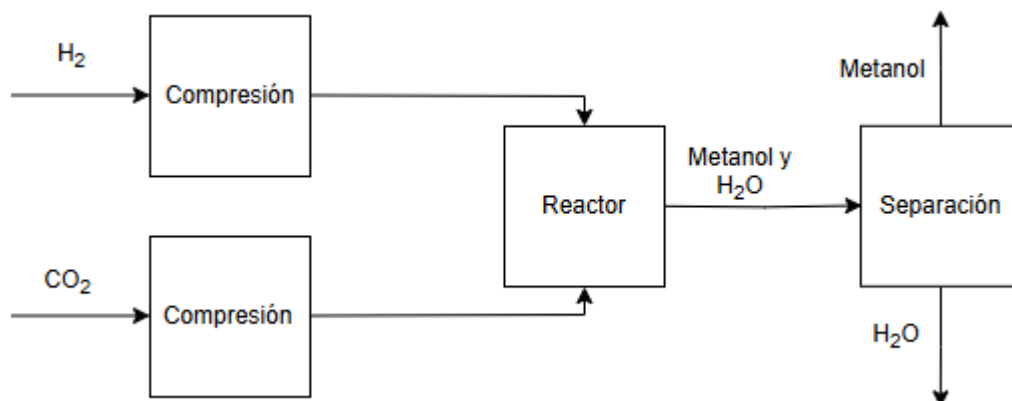 H₂
Compresión
Metanol
Metanol y
H₂O
Reactor
Separación
CO₂
Compresión
H₂O